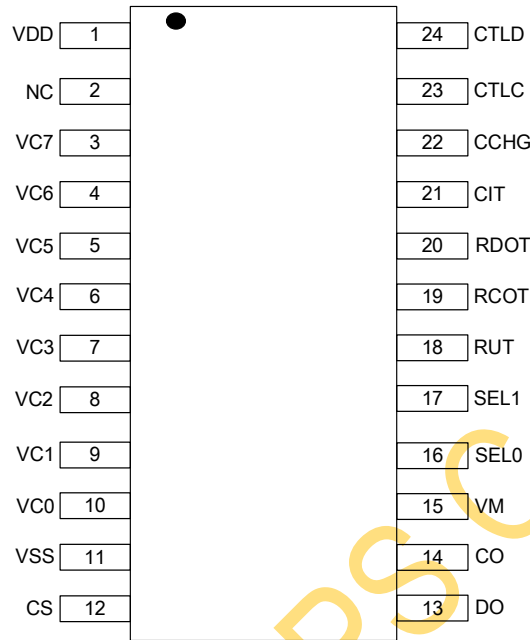 VDD 1 24 CTLD
NC 2 23 CTLC
VC7 3 22 CCHG
VC6 4 21 CIT
VC5 5 20 RDOT
VC4 6 19 RCOT
VC3 7 18 RUT
VC2 8 17 SEL1
VC1 9 16 SEL0
VC0 10 15 VM
VSS 11 14 CO
CS 12 13 DO
PS C